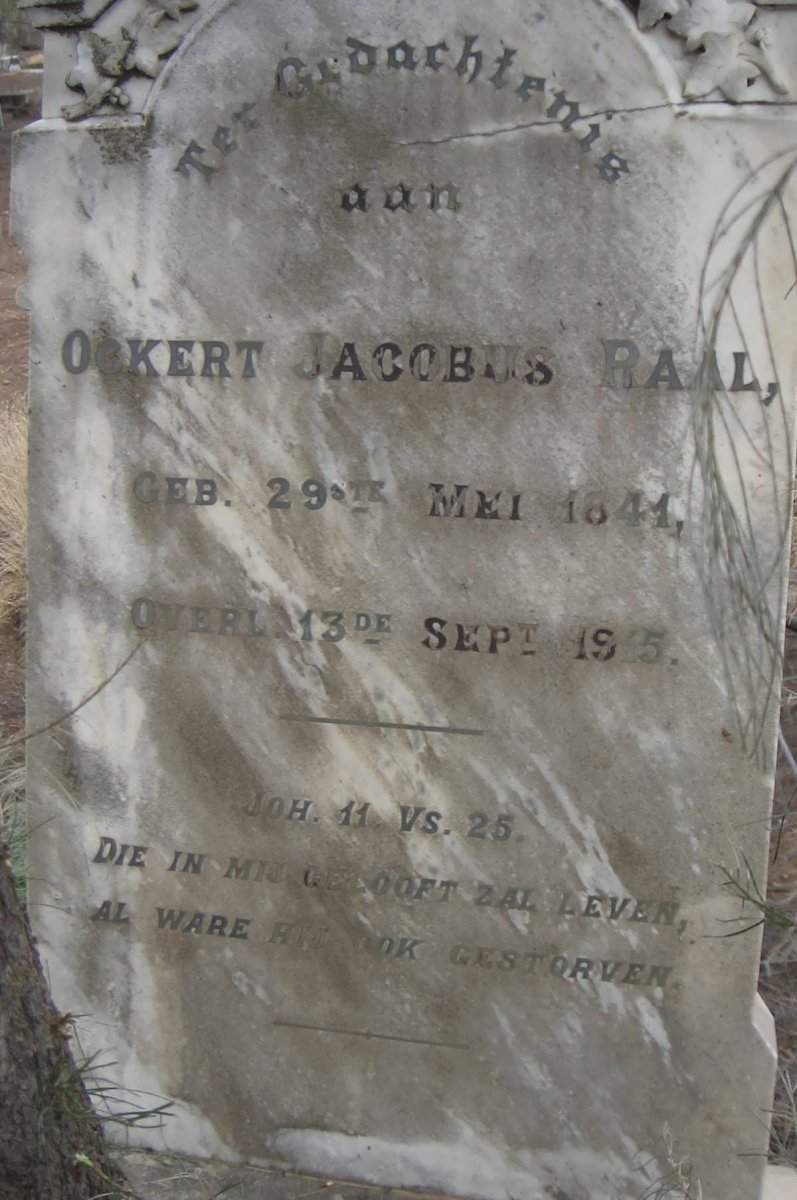 Ter Gedachtenis
aan
OCKERT JACOBUS RAAL,
GEB. 29STE MEI 1841,
OVERL 13DE SEPT 1915.
JOH. 11 VS. 25.
DIE IN MIJ GELOOFT ZAL LEVEN,
AL WARE HIJ OOK GESTORVEN.